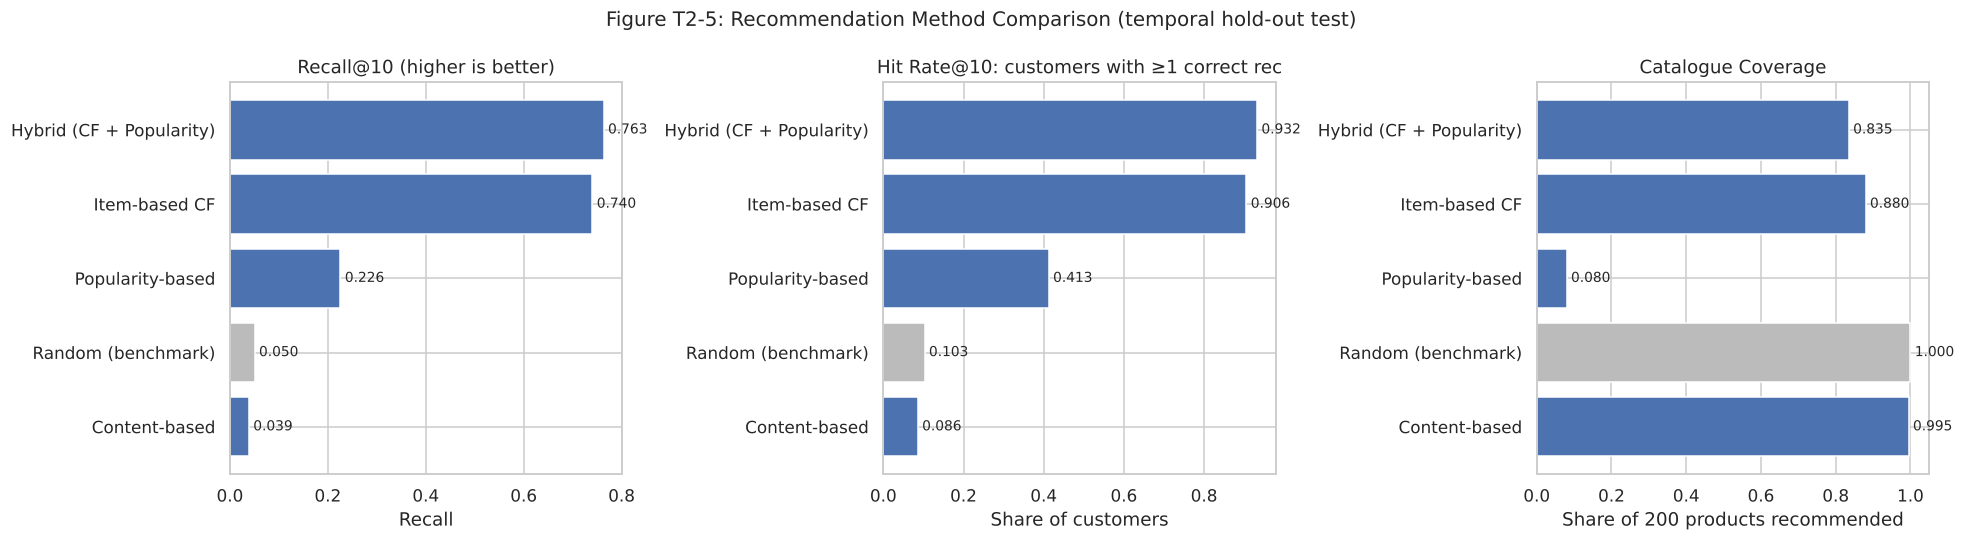 Figure T2-5: Recommendation Method Comparison (temporal hold-out test)
Recall@10 (higher is better)
Hybrid (CF + Popularity)
0.763
Item-based CF
0.740
Popularity-based
0.226
Random (benchmark)
0.050
Content-based
0.039
0.0 0.2 0.4 0.6 0.8
Recall
Hit Rate@10: customers with ≥1 correct rec
Hybrid (CF + Popularity)
0.932
Item-based CF
0.906
Popularity-based
0.413
Random (benchmark)
0.103
Content-based
0.086
0.0 0.2 0.4 0.6 0.8
Share of customers
Catalogue Coverage
Hybrid (CF + Popularity)
0.835
Item-based CF
0.880
Popularity-based
0.080
Random (benchmark)
1.000
Content-based
0.995
0.0 0.2 0.4 0.6 0.8 1.0
Share of 200 products recommended